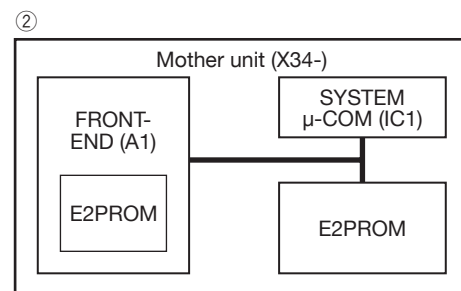 ②
Mother unit (X34-)
FRONT-
END (A1)
E2PROM
SYSTEM
µ-COM (IC1)
E2PROM